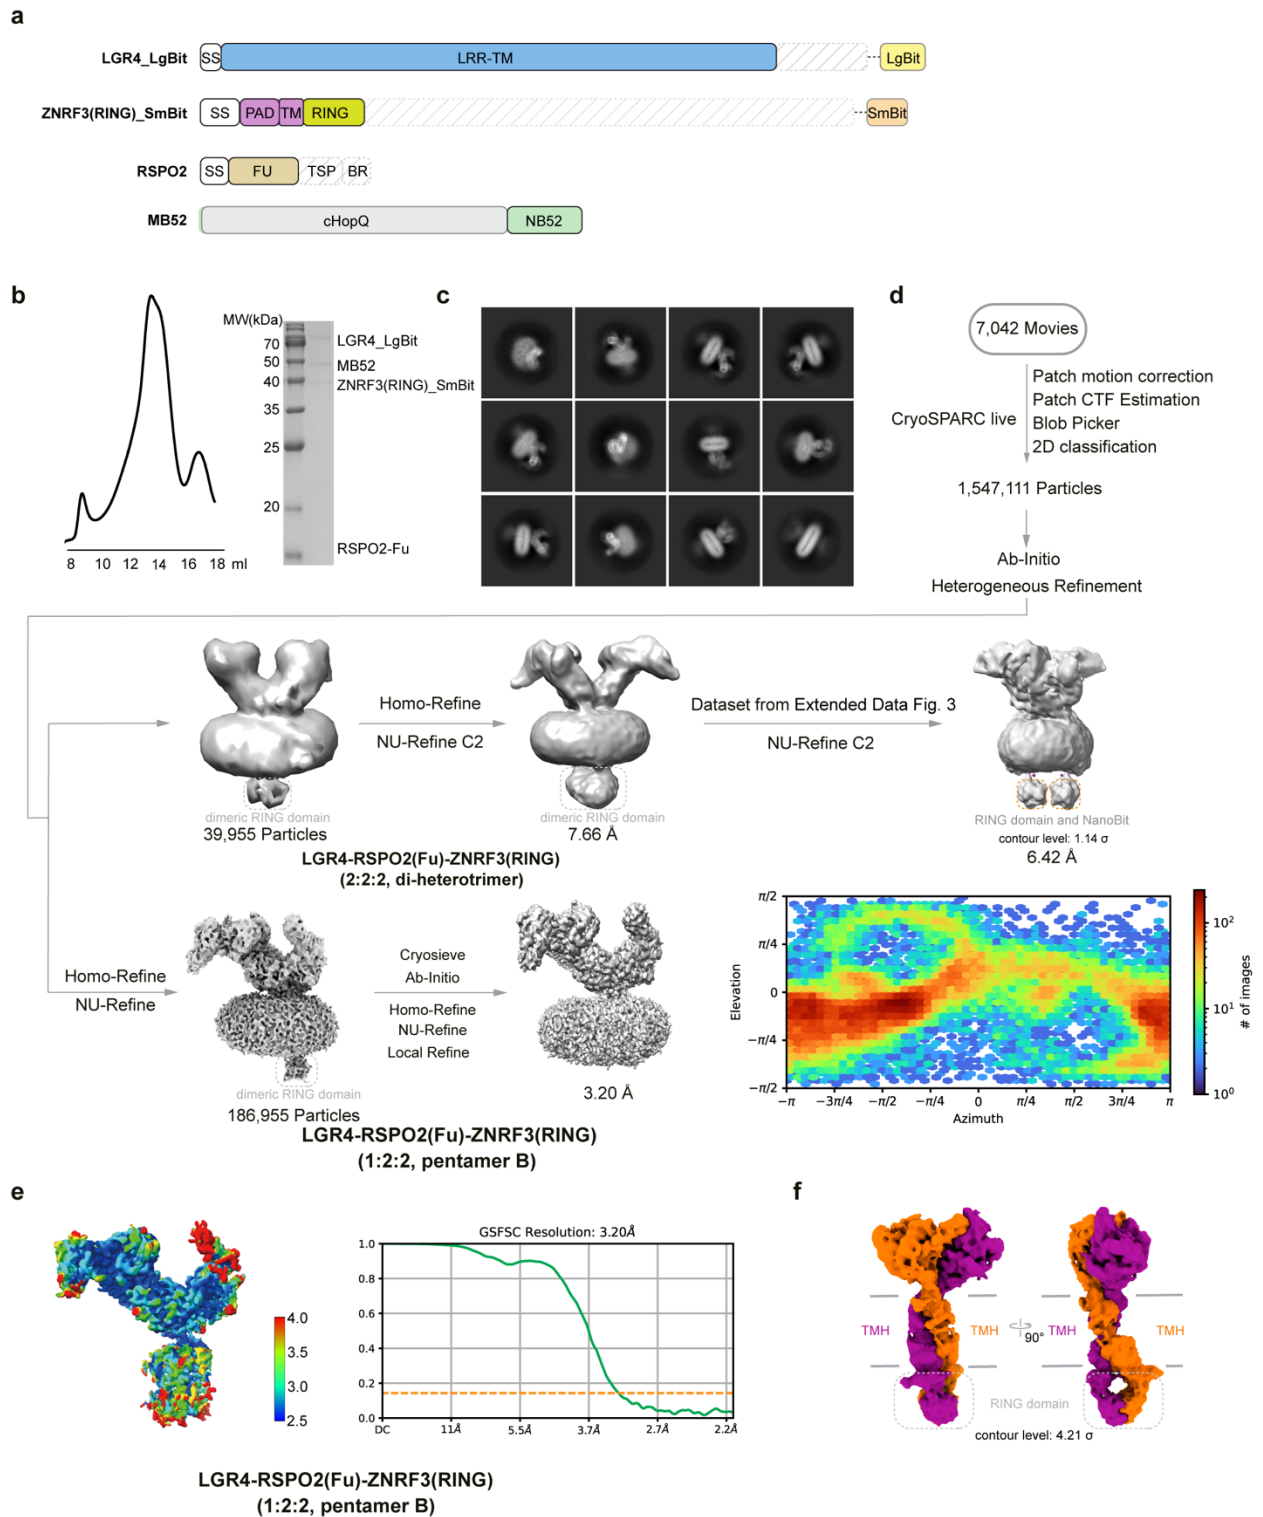 a
LGR4_LgBit
SS
LRR-TM
LgBit
ZNRF3(RING)_SmBit
SS
PAD
TM
RING
SmBit
RSPO2
SS
FU
TSP
BR
MB52
cHopQ
NB52
b
MW(kDa)
70
50
40
35
25
20
LGR4_LgBit
MB52
ZNRF3(RING)_SmBit
RSPO2-Fu
8 10 12 14 16 18 ml
c
d
7,042 Movies
CryoSPARC live
Patch motion correction
Patch CTF Estimation
Blob Picker
2D classification
1,547,111 Particles
Ab-Initio
Heterogeneous Refinement
dimeric RING domain
39,955 Particles
Homo-Refine
NU-Refine C2
dimeric RING domain
7.66 Å
Dataset from Extended Data Fig. 3
NU-Refine C2
RING domain and NanoBit
contour level: 1.14 σ
6.42 Å
LGR4-RSPO2(Fu)-ZNRF3(RING)
(2:2:2, di-heterotrimer)
Homo-Refine
NU-Refine
dimeric RING domain
186,955 Particles
Cryosieve
Ab-Initio
Homo-Refine
NU-Refine
Local Refine
3.20 Å
LGR4-RSPO2(Fu)-ZNRF3(RING)
(1:2:2, pentamer B)
π/2
π/4
0
−π/4
−π/2
Elevation
−π −3π/4 −π/2 −π/4 0 π/4 π/2 3π/4 π
Azimuth
10²
10¹
10⁰
# of images
e
4.0
3.5
3.0
2.5
GSFSC Resolution: 3.20Å
1.0
0.8
0.6
0.4
0.2
0.0
DC 11Å 5.5Å 3.7Å 2.7Å 2.2Å
LGR4-RSPO2(Fu)-ZNRF3(RING)
(1:2:2, pentamer B)
f
TMH
TMH
90°
TMH
TMH
RING domain
contour level: 4.21 σ